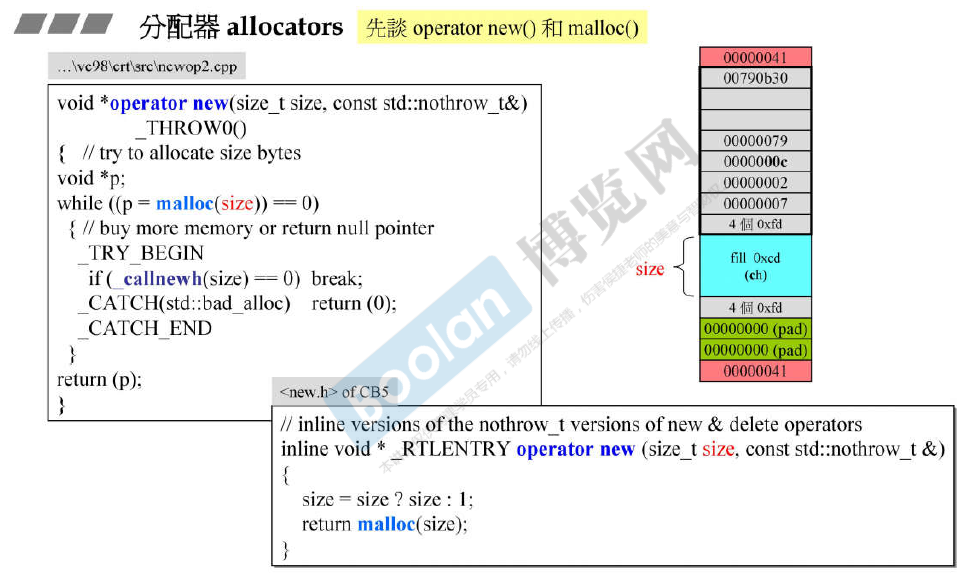 分配器 allocators
先談 operator new() 和 malloc()
...\vc98\crt\src\newop2.cpp
void *operator new(size_t size, const std::nothrow_t&)
_THROW0()
{ // try to allocate size bytes
void *p;
while ((p = malloc(size)) == 0)
{ // buy more memory or return null pointer
_TRY_BEGIN
if (_callnewh(size) == 0) break;
_CATCH(std::bad_alloc) return (0);
_CATCH_END
}
return (p);
}
<new.h> of CB5
// inline versions of the nothrow_t versions of new & delete operators
inline void * _RTLENTRY operator new (size_t size, const std::nothrow_t &)
{
size = size ? size : 1;
return malloc(size);
}
00000041
00790b30
00000079
0000000c
00000002
00000007
4 個 0xfd
size
fill 0xcd
(ch)
4 個 0xfd
00000000 (pad)
00000000 (pad)
00000041
boolan
博览网